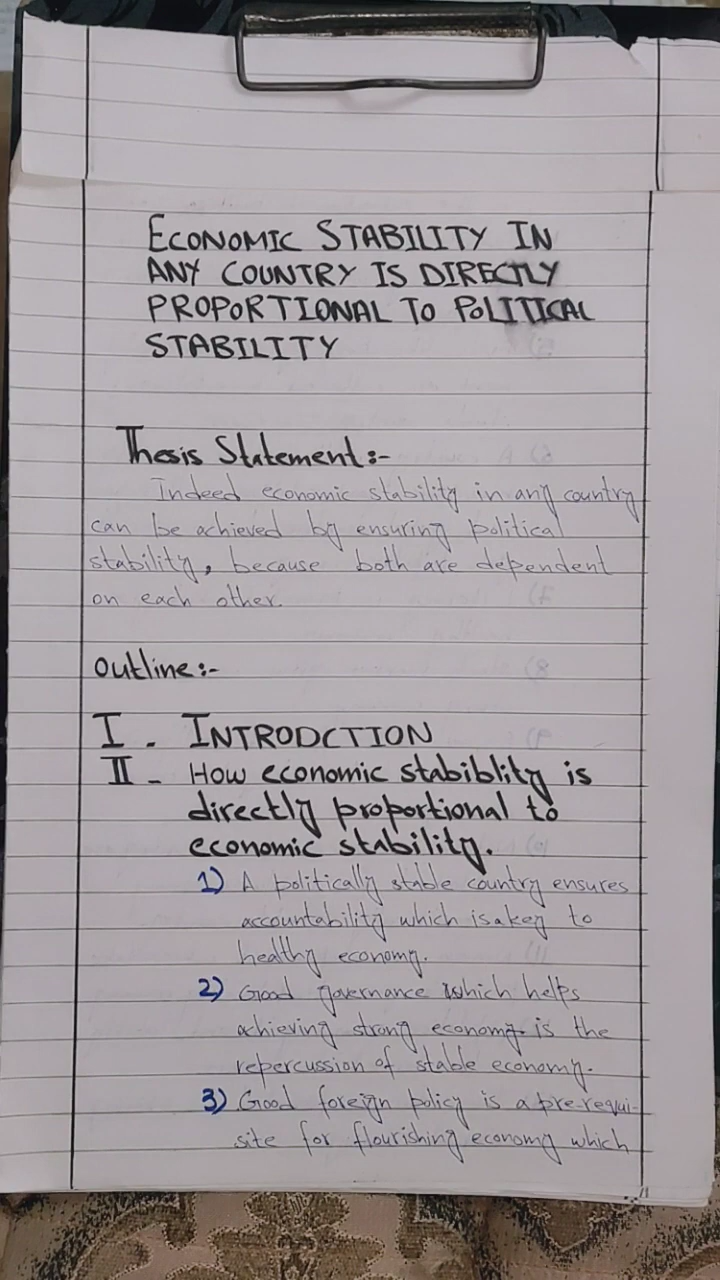 ECONOMIC STABILITY IN
ANY COUNTRY IS DIRECTLY
PROPORTIONAL TO POLITICAL
STABILITY
Thesis Statement:-
Indeed economic stability in any country
can be achieved by ensuring political
stability, because both are dependent
on each other.
outline:-
I. INTRODCTION
II - How economic stabiblity is
directly proportional to
economic stability.
1) A politically stable country ensures
accountability which is a key to
healthy economy.
2) Good governance which helps
achieving strong economy is the
repercussion of stable economy.
3) Good foreign policy is a pre-requi-
site for flourishing economy which